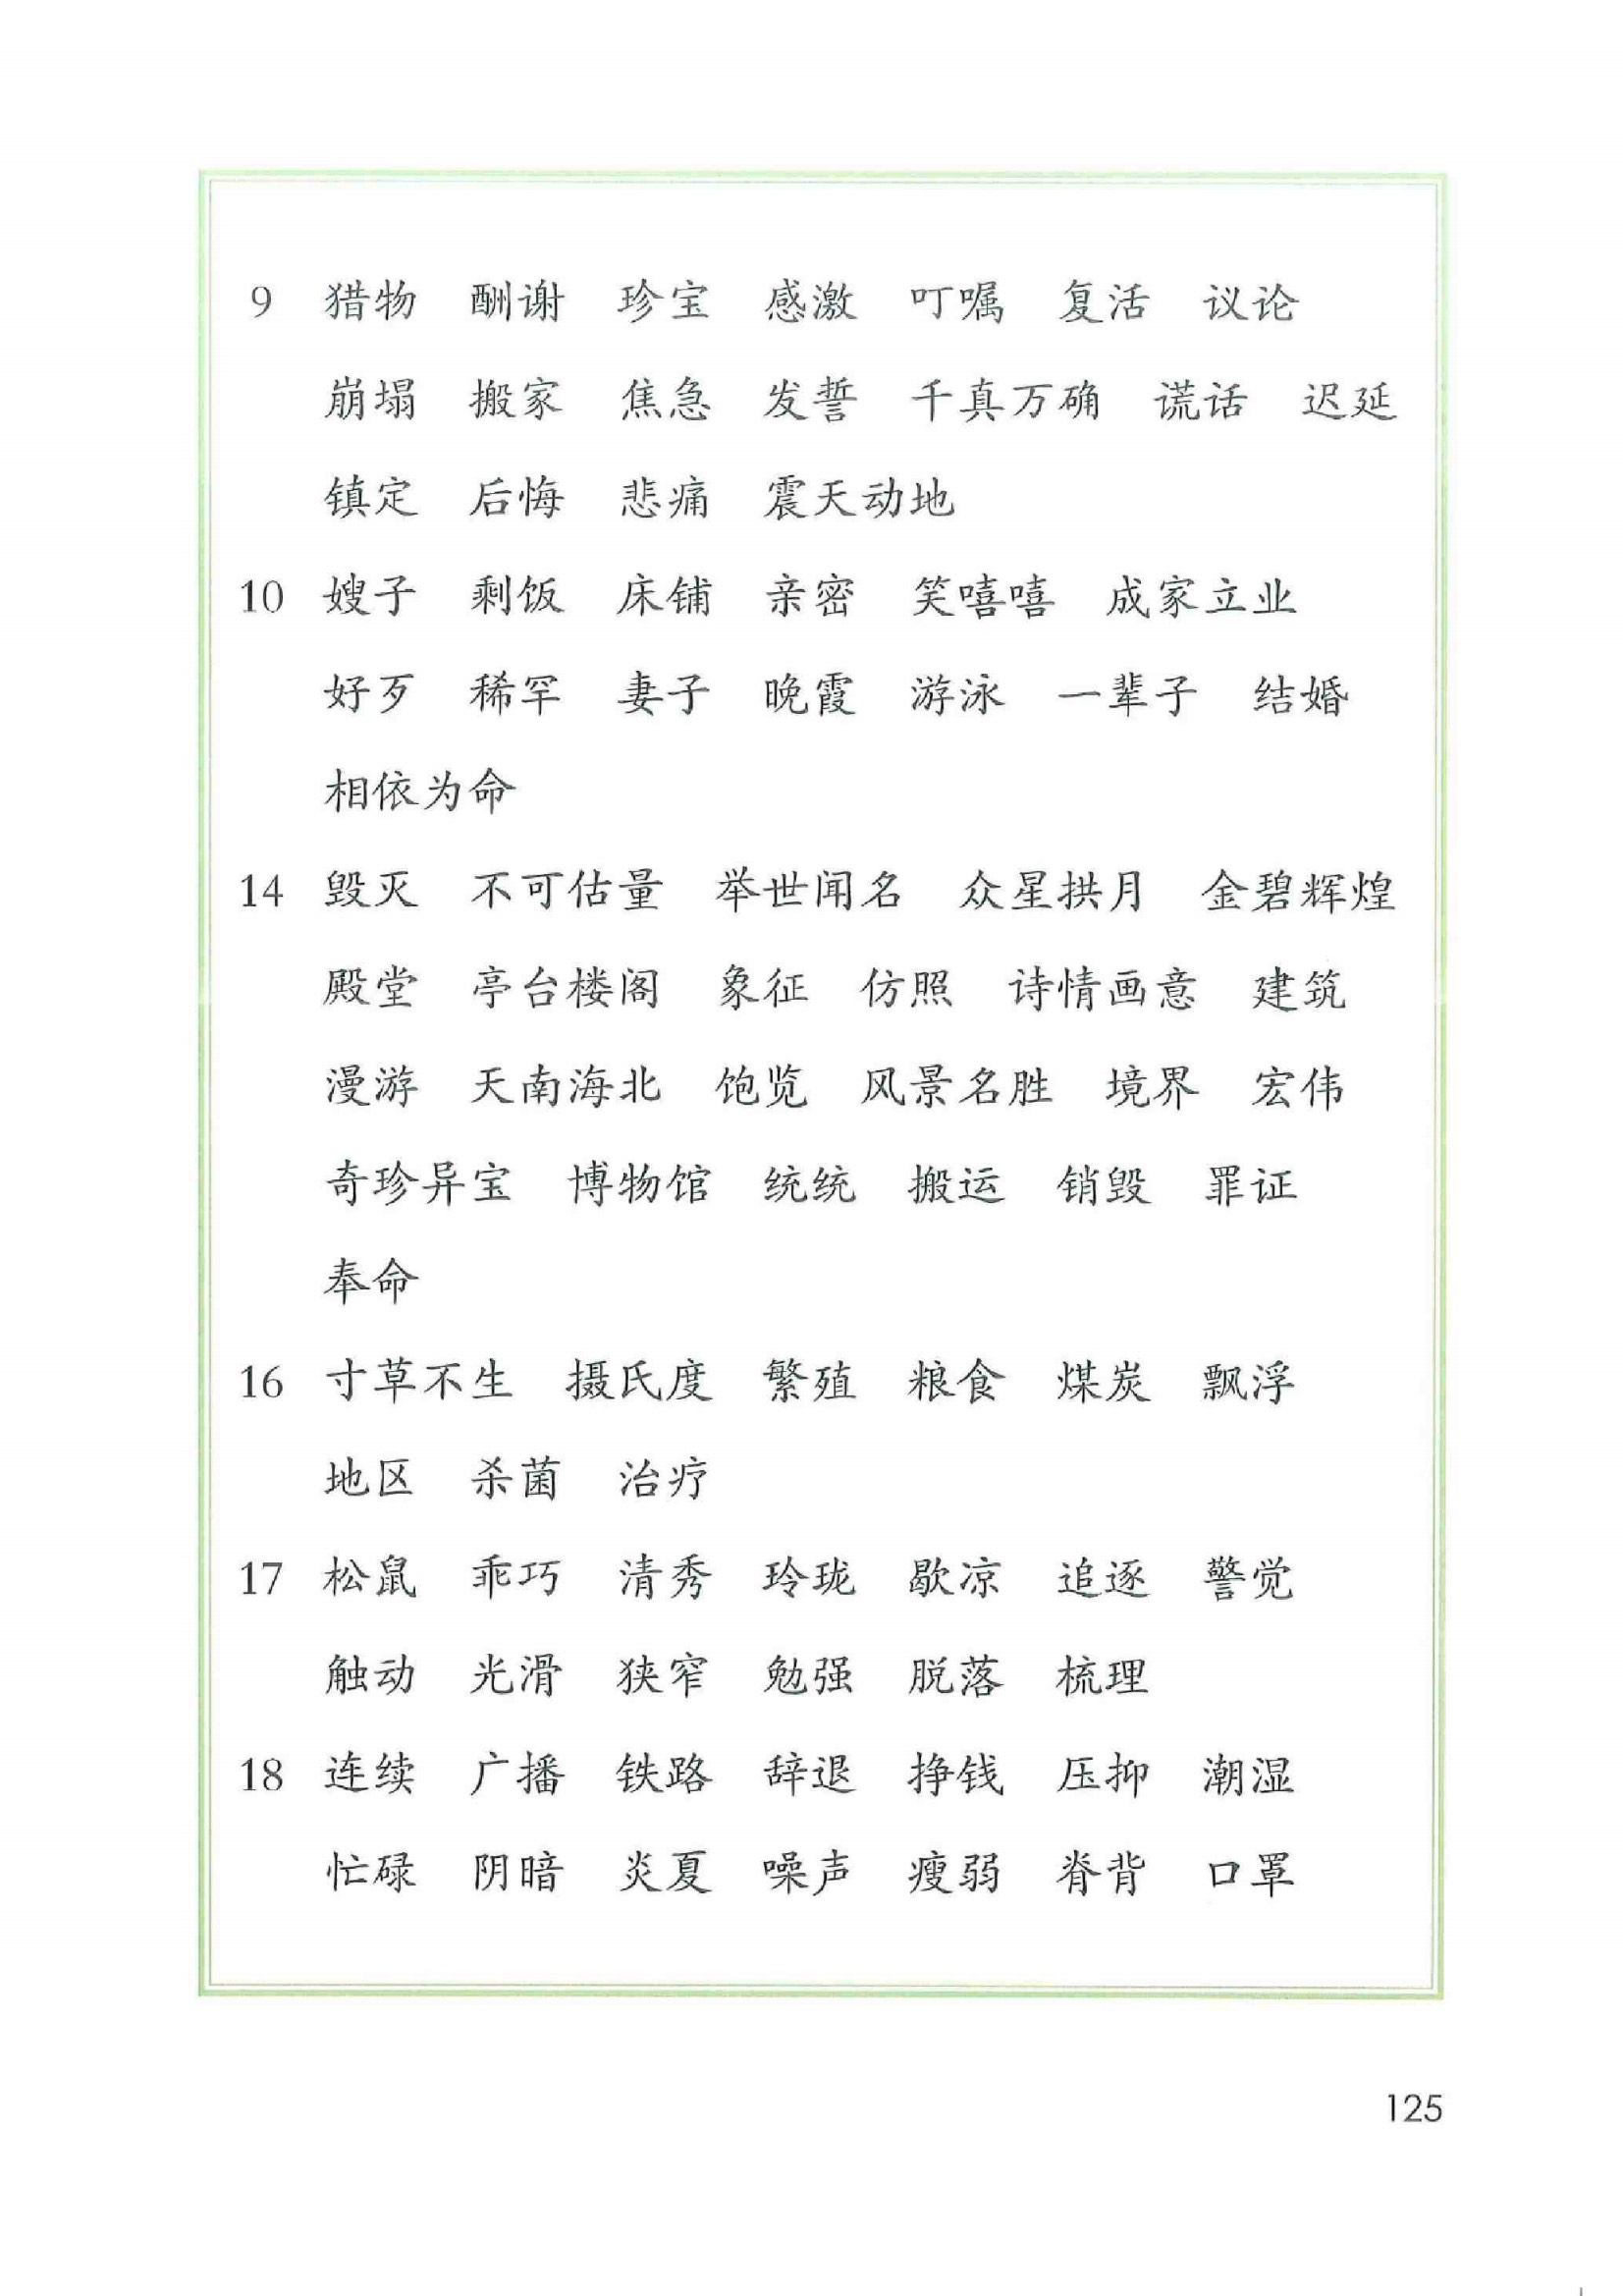 9 猎物 酬谢 珍宝 感激 叮嘱 复活 议论
崩塌 搬家 焦急 发誓 千真万确 谎话 迟延
镇定 后悔 悲痛 震天动地
10 嫂子 剩饭 床铺 亲密 笑嘻嘻 成家立业
好歹 稀罕 妻子 晚霞 游泳 一辈子 结婚
相依为命
14 毁灭 不可估量 举世闻名 众星拱月 金碧辉煌
殿堂 亭台楼阁 象征 仿照 诗情画意 建筑
漫游 天南海北 饱览 风景名胜 境界 宏伟
奇珍异宝 博物馆 统统 搬运 销毁 罪证
奉命
16 寸草不生 摄氏度 繁殖 粮食 煤炭 飘浮
地区 杀菌 治疗
17 松鼠 乖巧 清秀 玲珑 歇凉 追逐 警觉
触动 光滑 狭窄 勉强 脱落 梳理
18 连续 广播 铁路 辞退 挣钱 压抑 潮湿
忙碌 阴暗 炎夏 噪声 瘦弱 脊背 口罩
125